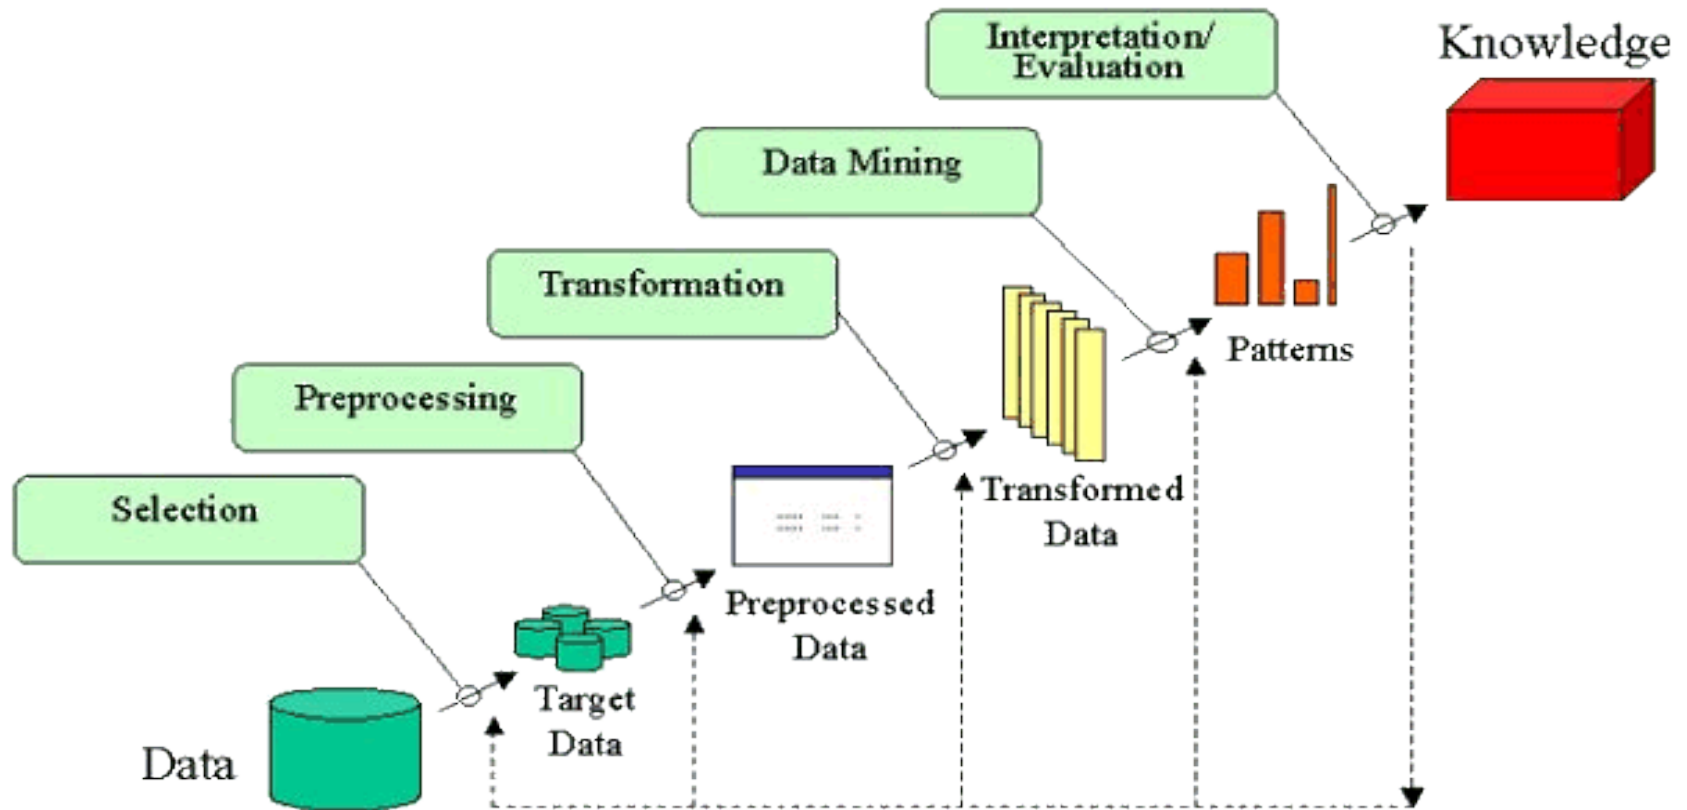 Interpretation/
Evaluation
Knowledge
Data Mining
Transformation
Patterns
Preprocessing
Transformed
Data
Selection
Preprocessed
Data
Target
Data
Data